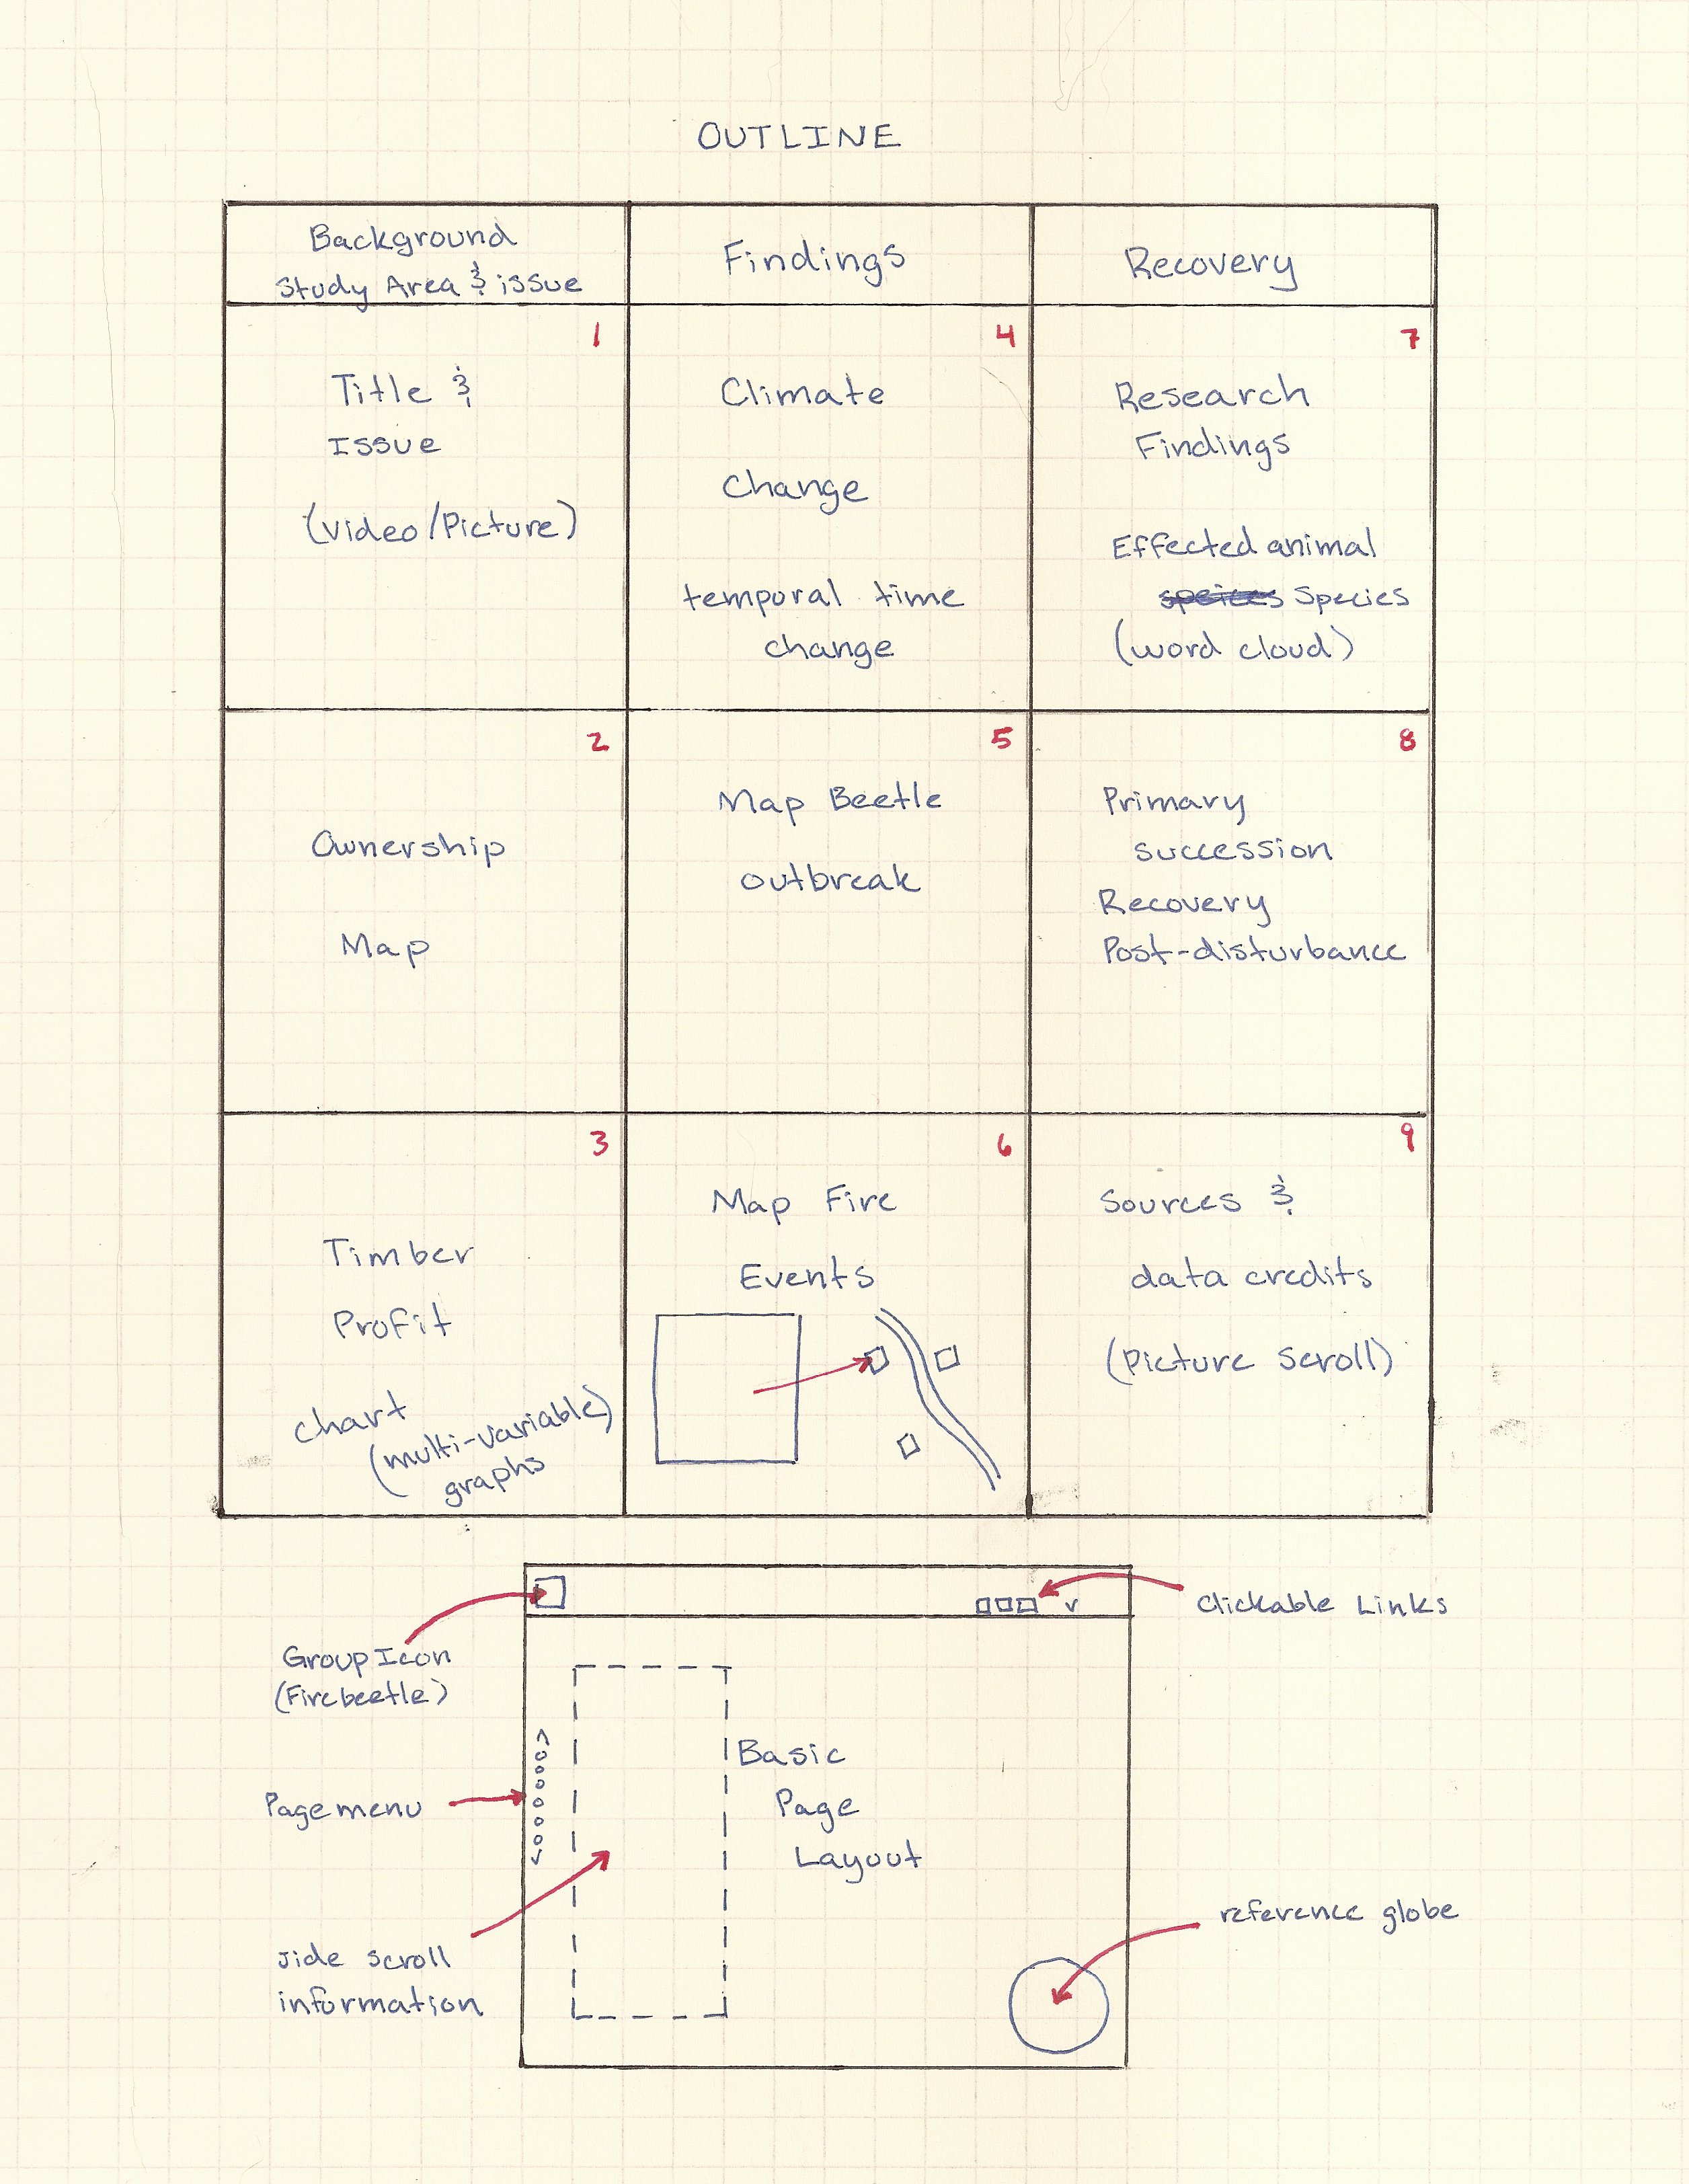 OUTLINE
Background
Study Area & issue
Findings
Recovery
1
Title &
Issue
(video/Picture)
4
Climate
Change
temporal time
change
7
Research
Findings
Effected animal
speices Species
(word cloud)
2
Ownership
Map
5
Map Beetle
outbreak
8
Primary
succession
Recovery
Post-disturbance
3
Timber
Profit
Chart
(multi-variable)
graphs
6
Map Fire
Events
9
Sources &
data credits
(picture scroll)
Clickable Links
Group Icon
(Firebeetle)
Basic
Page
Layout
Page menu
side scroll
information
reference globe